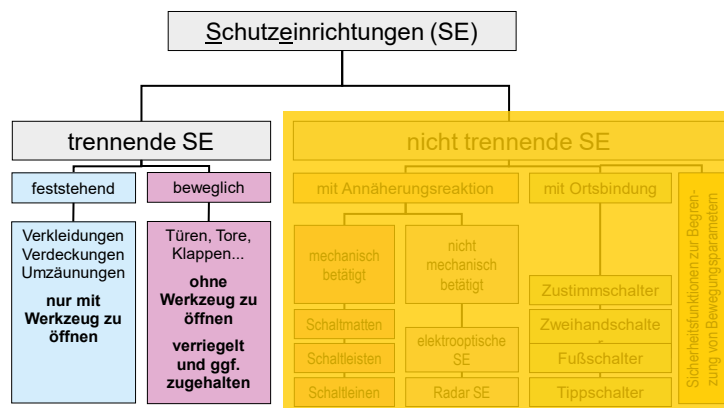 Schutzeinrichtungen (SE)
trennende SE
nicht trennende SE
feststehend
beweglich
mit Annäherungsreaktion
mit Ortsbindung
Sicherheitsfunktionen zur Begren-
zung von Bewegungsparametern
Verkleidungen
Verdeckungen
Umzäunungen
nur mit
Werkzeug zu
öffnen
Türen, Tore,
Klappen...
ohne
Werkzeug zu
öffnen
verriegelt
und ggf.
zugehalten
mechanisch
betätigt
nicht
mechanisch
betätigt
Schaltmatten
Schaltleisten
Schaltleinen
elektrooptische
SE
Radar SE
Zustimmschalter
Zweihandschalte
Fußschalter
Tippschalter